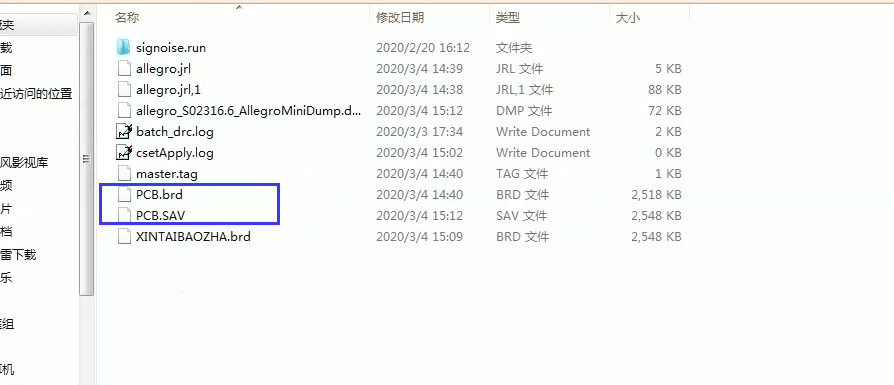 名称 修改日期 类型 大小
夹
载 signoise.run 2020/2/20 16:12 文件夹
面 allegro.jrl 2020/3/4 14:39 JRL 文件 5 KB
近访问的位置 allegro.jrl,1 2020/3/4 14:38 JRL,1 文件 88 KB
allegro_S02316.6_AllegroMiniDump.d... 2020/3/4 15:12 DMP 文件 72 KB
batch_drc.log 2020/3/3 17:34 Write Document 2 KB
风影视库 csetApply.log 2020/3/4 15:02 Write Document 0 KB
频 master.tag 2020/3/4 14:40 TAG 文件 1 KB
片 PCB.brd 2020/3/4 14:40 BRD 文件 2,518 KB
档 PCB.SAV 2020/3/4 15:12 SAV 文件 2,548 KB
XINTAIBAOZHA.brd 2020/3/4 15:09 BRD 文件 2,548 KB
雷下载
乐
组
机